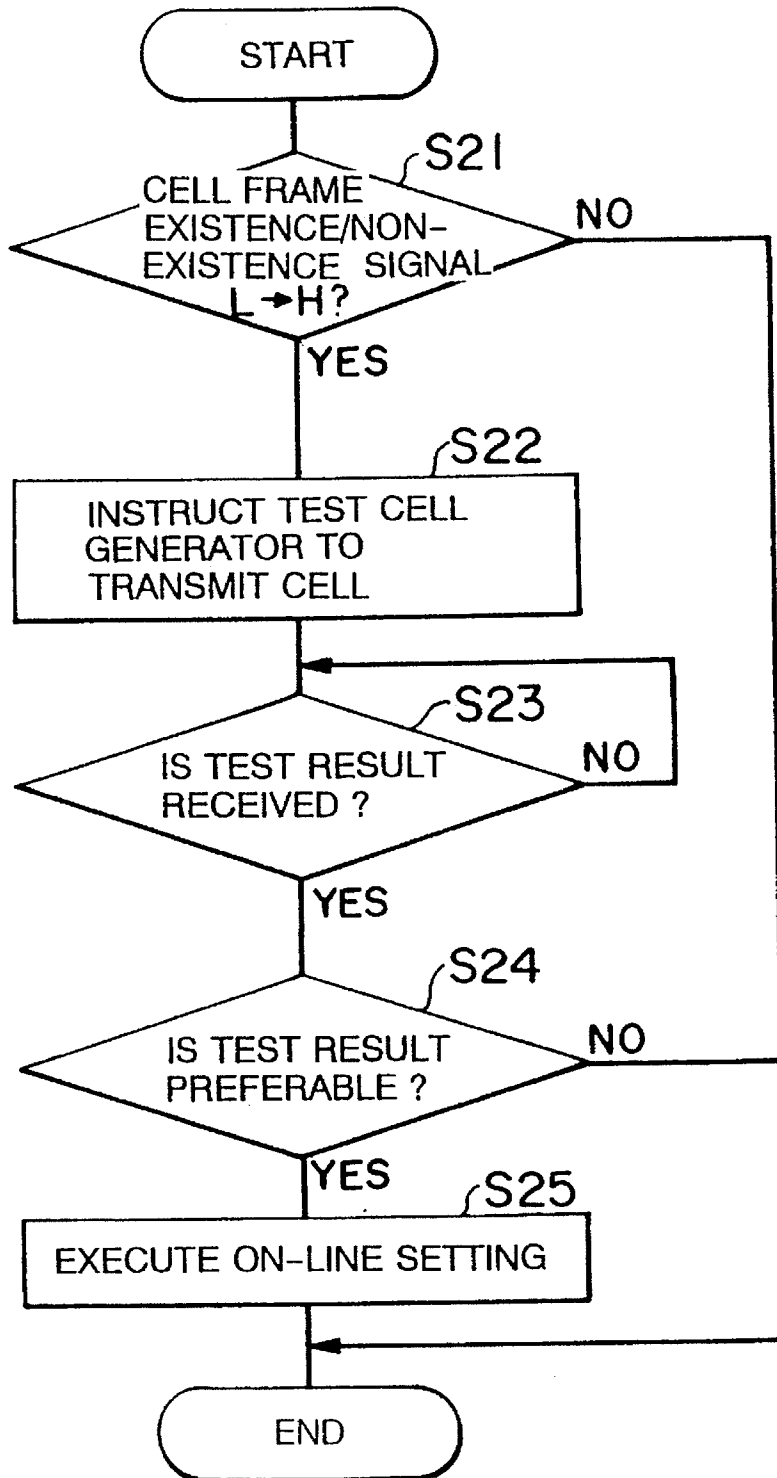 START
S21
CELL FRAME
EXISTENCE/NON-
EXISTENCE SIGNAL
L→H?
NO
YES
S22
INSTRUCT TEST CELL
GENERATOR TO
TRANSMIT CELL
S23
IS TEST RESULT
RECEIVED ?
NO
YES
S24
IS TEST RESULT
PREFERABLE ?
NO
YES
S25
EXECUTE ON-LINE SETTING
END